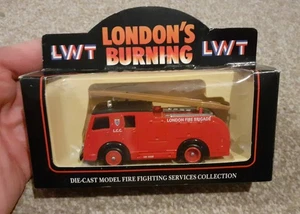 LWT LONDON'S LWT
BURNING
LONDON FIRE BRIGADE
L.C.C.
DIE-CAST MODEL FIRE FIGHTING SERVICES COLLECTION